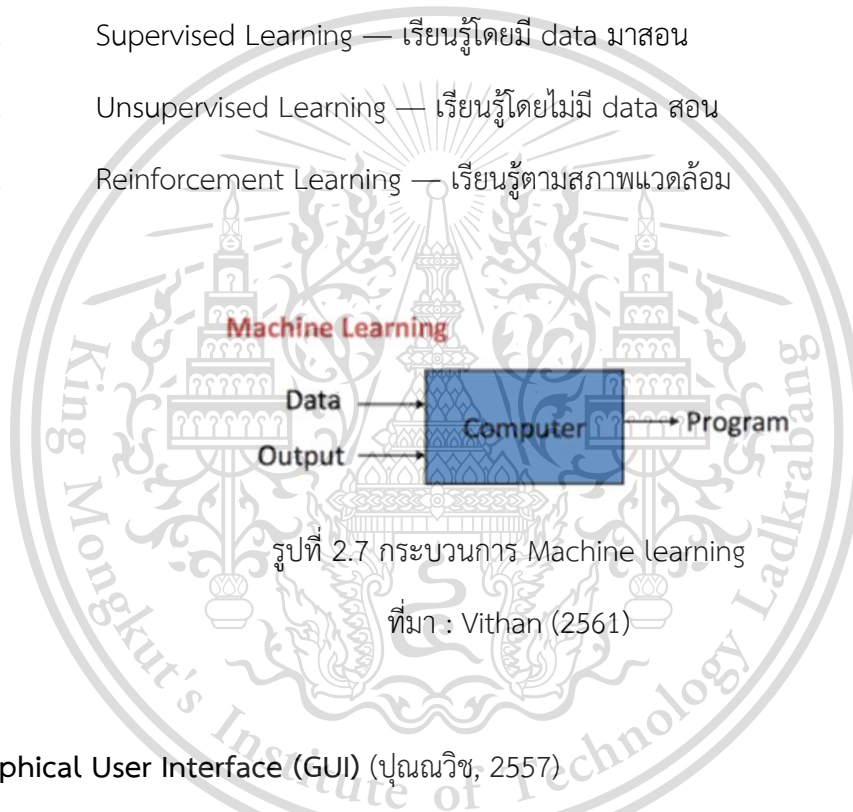 Supervised Learning — เรียนรู้โดยมี data มาสอน
Unsupervised Learning — เรียนรู้โดยไม่มี data สอน
Reinforcement Learning — เรียนรู้ตามสภาพแวดล้อม
Machine Learning
Data
Output
Computer
Program
รูปที่ 2.7 กระบวนการ Machine learning
ที่มา : Vithan (2561)
phical User Interface (GUI) (ปุณณวิช, 2557)
King Mongkut's Institute of Technology Ladkrabang